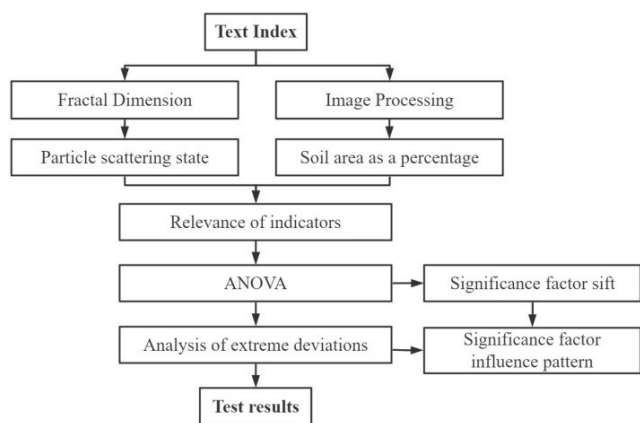 Text Index
Fractal Dimension
Image Processing
Particle scattering state
Soil area as a percentage
Relevance of indicators
ANOVA
Significance factor sift
Analysis of extreme deviations
Significance factor
influence pattern
Test results